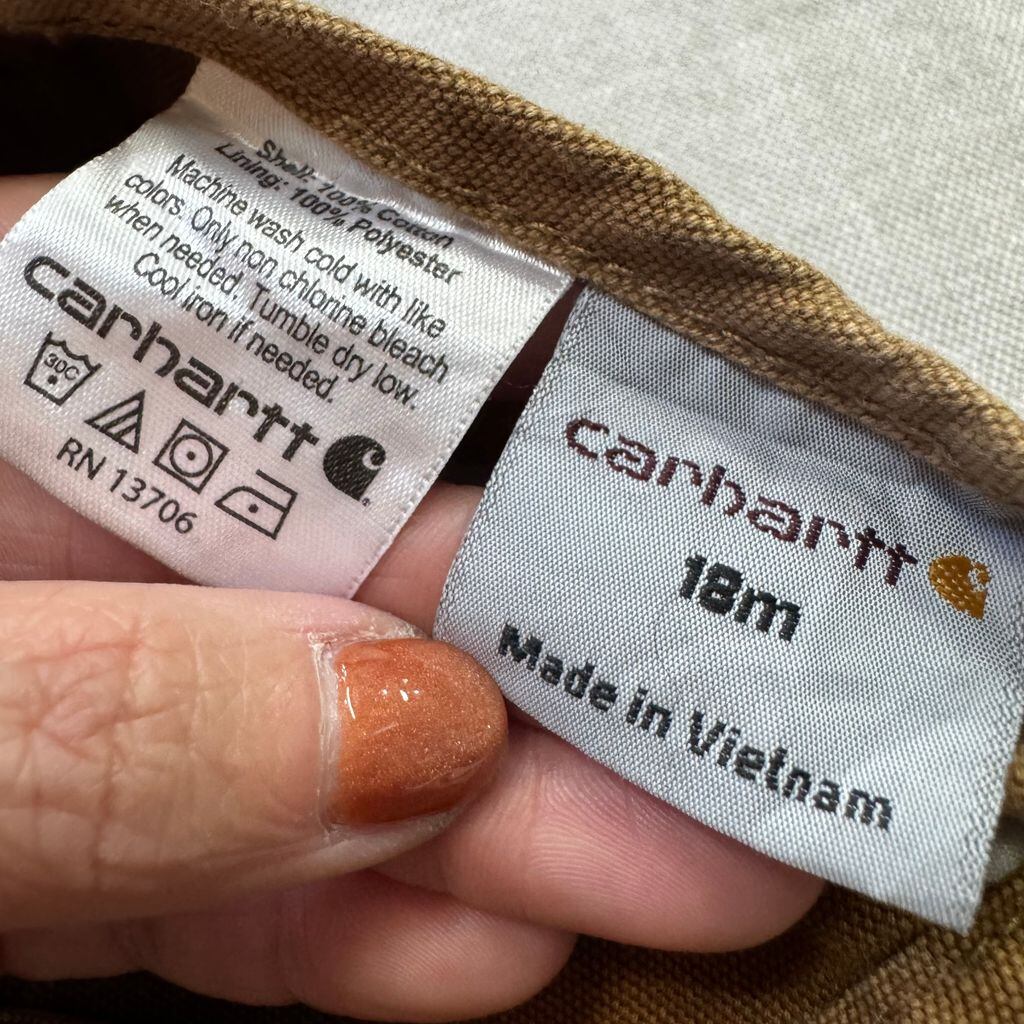 Shell: 100% Cotton
Lining: 100% Polyester
Machine wash cold with like
colors. Only non chlorine bleach
when needed. Tumble dry low.
Cool iron if needed.
carhartt
30C
RN 13706
carhartt
18m
Made in Vietnam